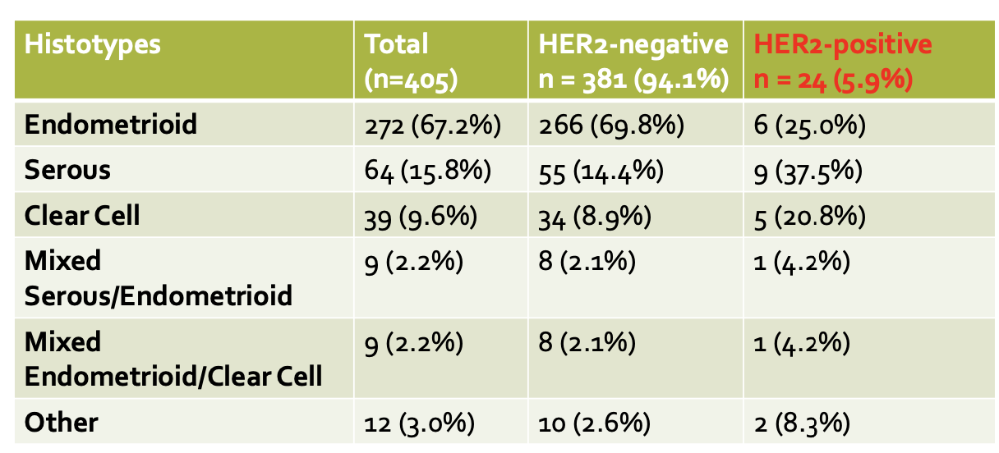 Histotypes
Total
(n=405)
HER2-negative
n = 381 (94.1%)
HER2-positive
n = 24 (5.9%)
Endometrioid 272 (67.2%) 266 (69.8%) 6 (25.0%)
Serous 64 (15.8%) 55 (14.4%) 9 (37.5%)
Clear Cell 39 (9.6%) 34 (8.9%) 5 (20.8%)
Mixed 9 (2.2%) 8 (2.1%) 1 (4.2%)
Serous/Endometrioid
Mixed 9 (2.2%) 8 (2.1%) 1 (4.2%)
Endometrioid/Clear Cell
Other 12 (3.0%) 10 (2.6%) 2 (8.3%)